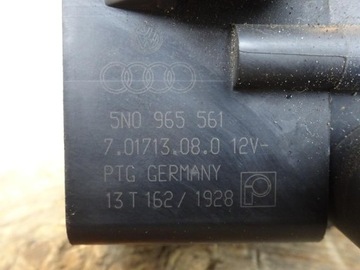 5N0 965 561
7.01713.08.0 12V-
PTG GERMANY
13 T 162 / 1928